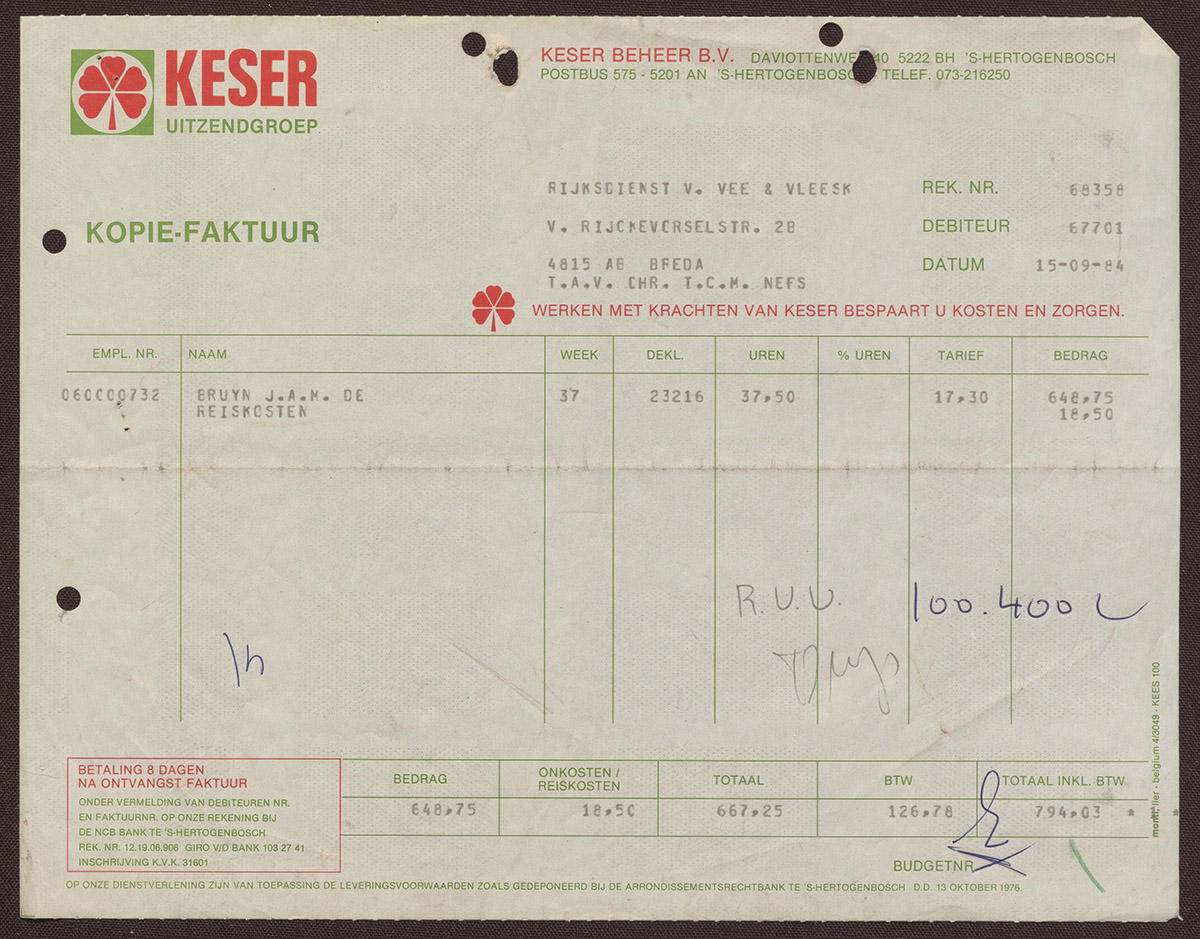 KESER
UITZENDGROEP
KESER BEHEER B.V. DAVIOTTENWEG 40 5222 BH 'S-HERTOGENBOSCH
POSTBUS 575 - 5201 AN 'S-HERTOGENBOSCH - TELEF. 073-216250
KOPIE-FAKTUUR
RIJKSDIENST V. VEE & VLEESK
V. RIJCKEVORSELSTR. 28
4815 AB BREDA
T.A.V. CHR. T.C.M. NEFS
REK. NR. 68358
DEBITEUR 67701
DATUM 15-09-84
WERKEN MET KRACHTEN VAN KESER BESPAART U KOSTEN EN ZORGEN.
EMPL. NR. NAAM WEEK DEKL. UREN % UREN TARIEF BEDRAG
060000732 BRUYN J.A.M. DE 37 23216 37,50 17,30 648,75
REISKOSTEN 18,50
R.V.V. 100.400
BETALING 8 DAGEN
NA ONTVANGST FAKTUUR
ONDER VERMELDING VAN DEBITEUREN NR.
EN FAKTUURNR. OP ONZE REKENING BIJ
DE NCB BANK TE 'S-HERTOGENBOSCH
REK. NR. 12.19.06.906 GIRO V/D BANK 103 27 41
INSCHRIJVING K.V.K. 31601
BEDRAG ONKOSTEN / REISKOSTEN TOTAAL BTW TOTAAL INKL. BTW
648,75 18,50 667,25 126,78 794,03 * * *
BUDGETNR
OP ONZE DIENSTVERLENING ZIJN VAN TOEPASSING DE LEVERINGSVOORWAARDEN ZOALS GEDEPONEERD BIJ DE ARRONDISSEMENTSRECHTBANK TE 'S-HERTOGENBOSCH D.D. 13 OKTOBER 1976.
lier - belgium 4/3049 - KEES 100